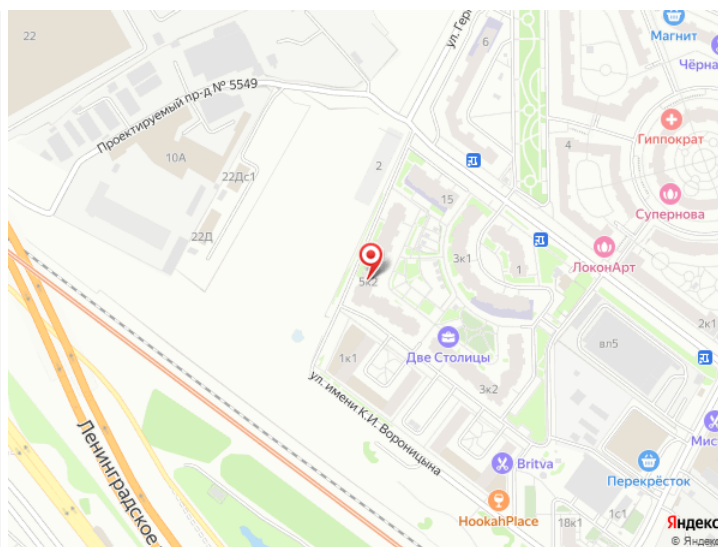 22
ул. Гер
6
Магнит
Чёрна
Проектируемый пр-д № 5549
10А
22Дс1
2
4
Гиппократ
15
Супернова
22Д
3к1
1
ЛоконАрт
5к2
2к1
1к1
Две Столицы
вл5
3к2
ул. имени К.И. Вороницына
Ленинградское
Britva
Мис
Перекрёсток
HookahPlace
18к1
1с1
Яндекс
© Яндекс